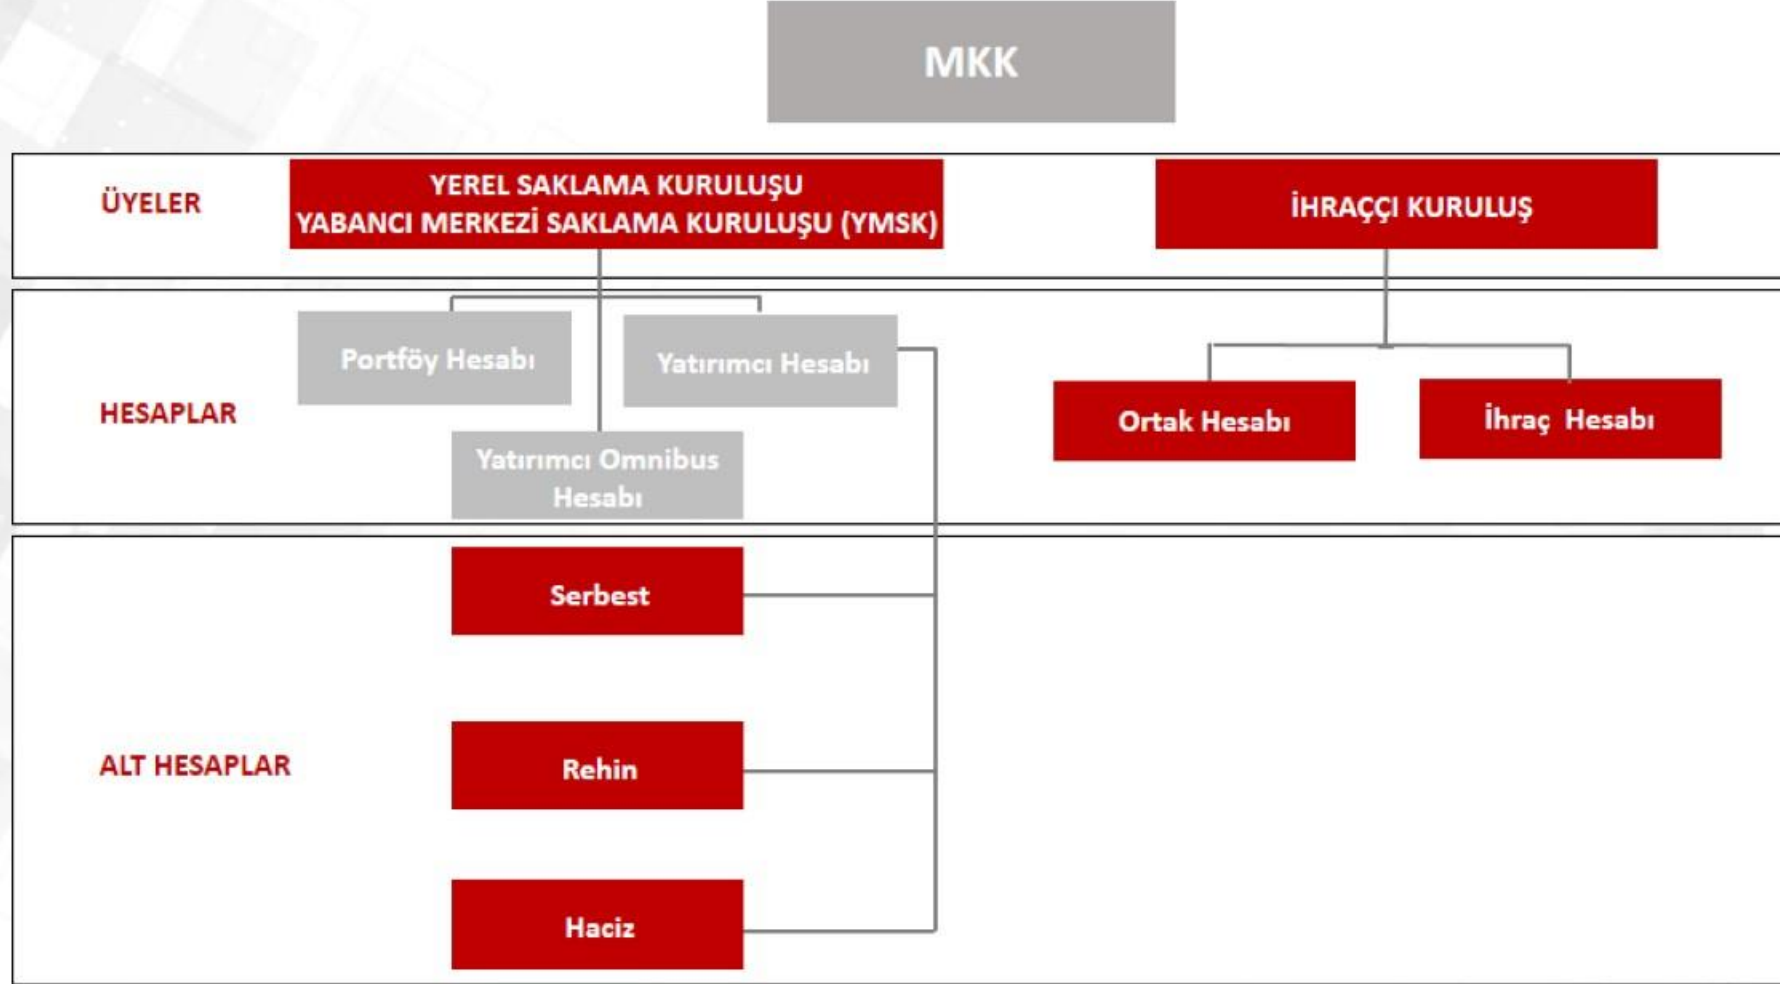 MKK
ÜYELER
YEREL SAKLAMA KURULUŞU
YABANCI MERKEZİ SAKLAMA KURULUŞU (YMSK)
İHRAÇÇI KURULUŞ
HESAPLAR
Portföy Hesabı
Yatırımcı Hesabı
Yatırımcı Omnibus
Hesabı
Ortak Hesabı
İhraç Hesabı
ALT HESAPLAR
Serbest
Rehin
Haciz